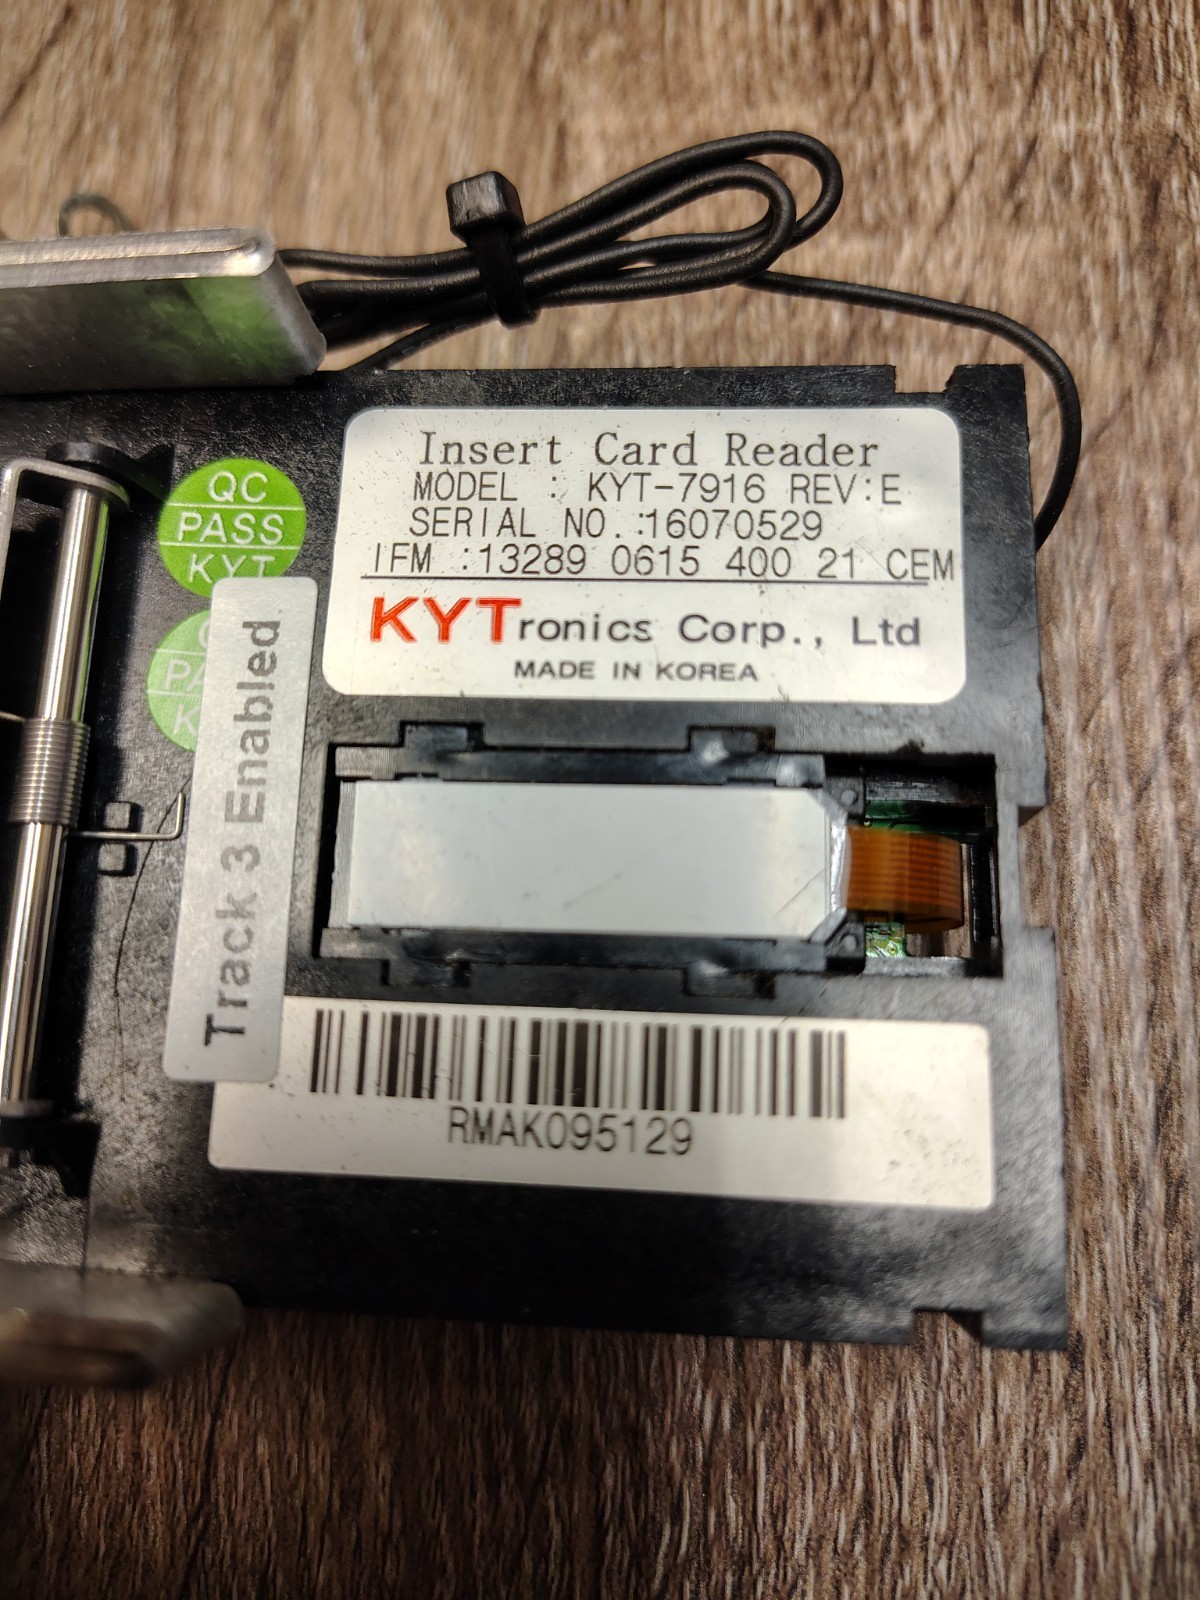 Insert Card Reader
MODEL : KYT-7916 REV:E
SERIAL NO.:16070529
IFM :13289 0615 400 21 CEM
KYTronics Corp., Ltd
MADE IN KOREA
QC
PASS
KYT
PA
K
Track 3 Enabled
RMAK095129